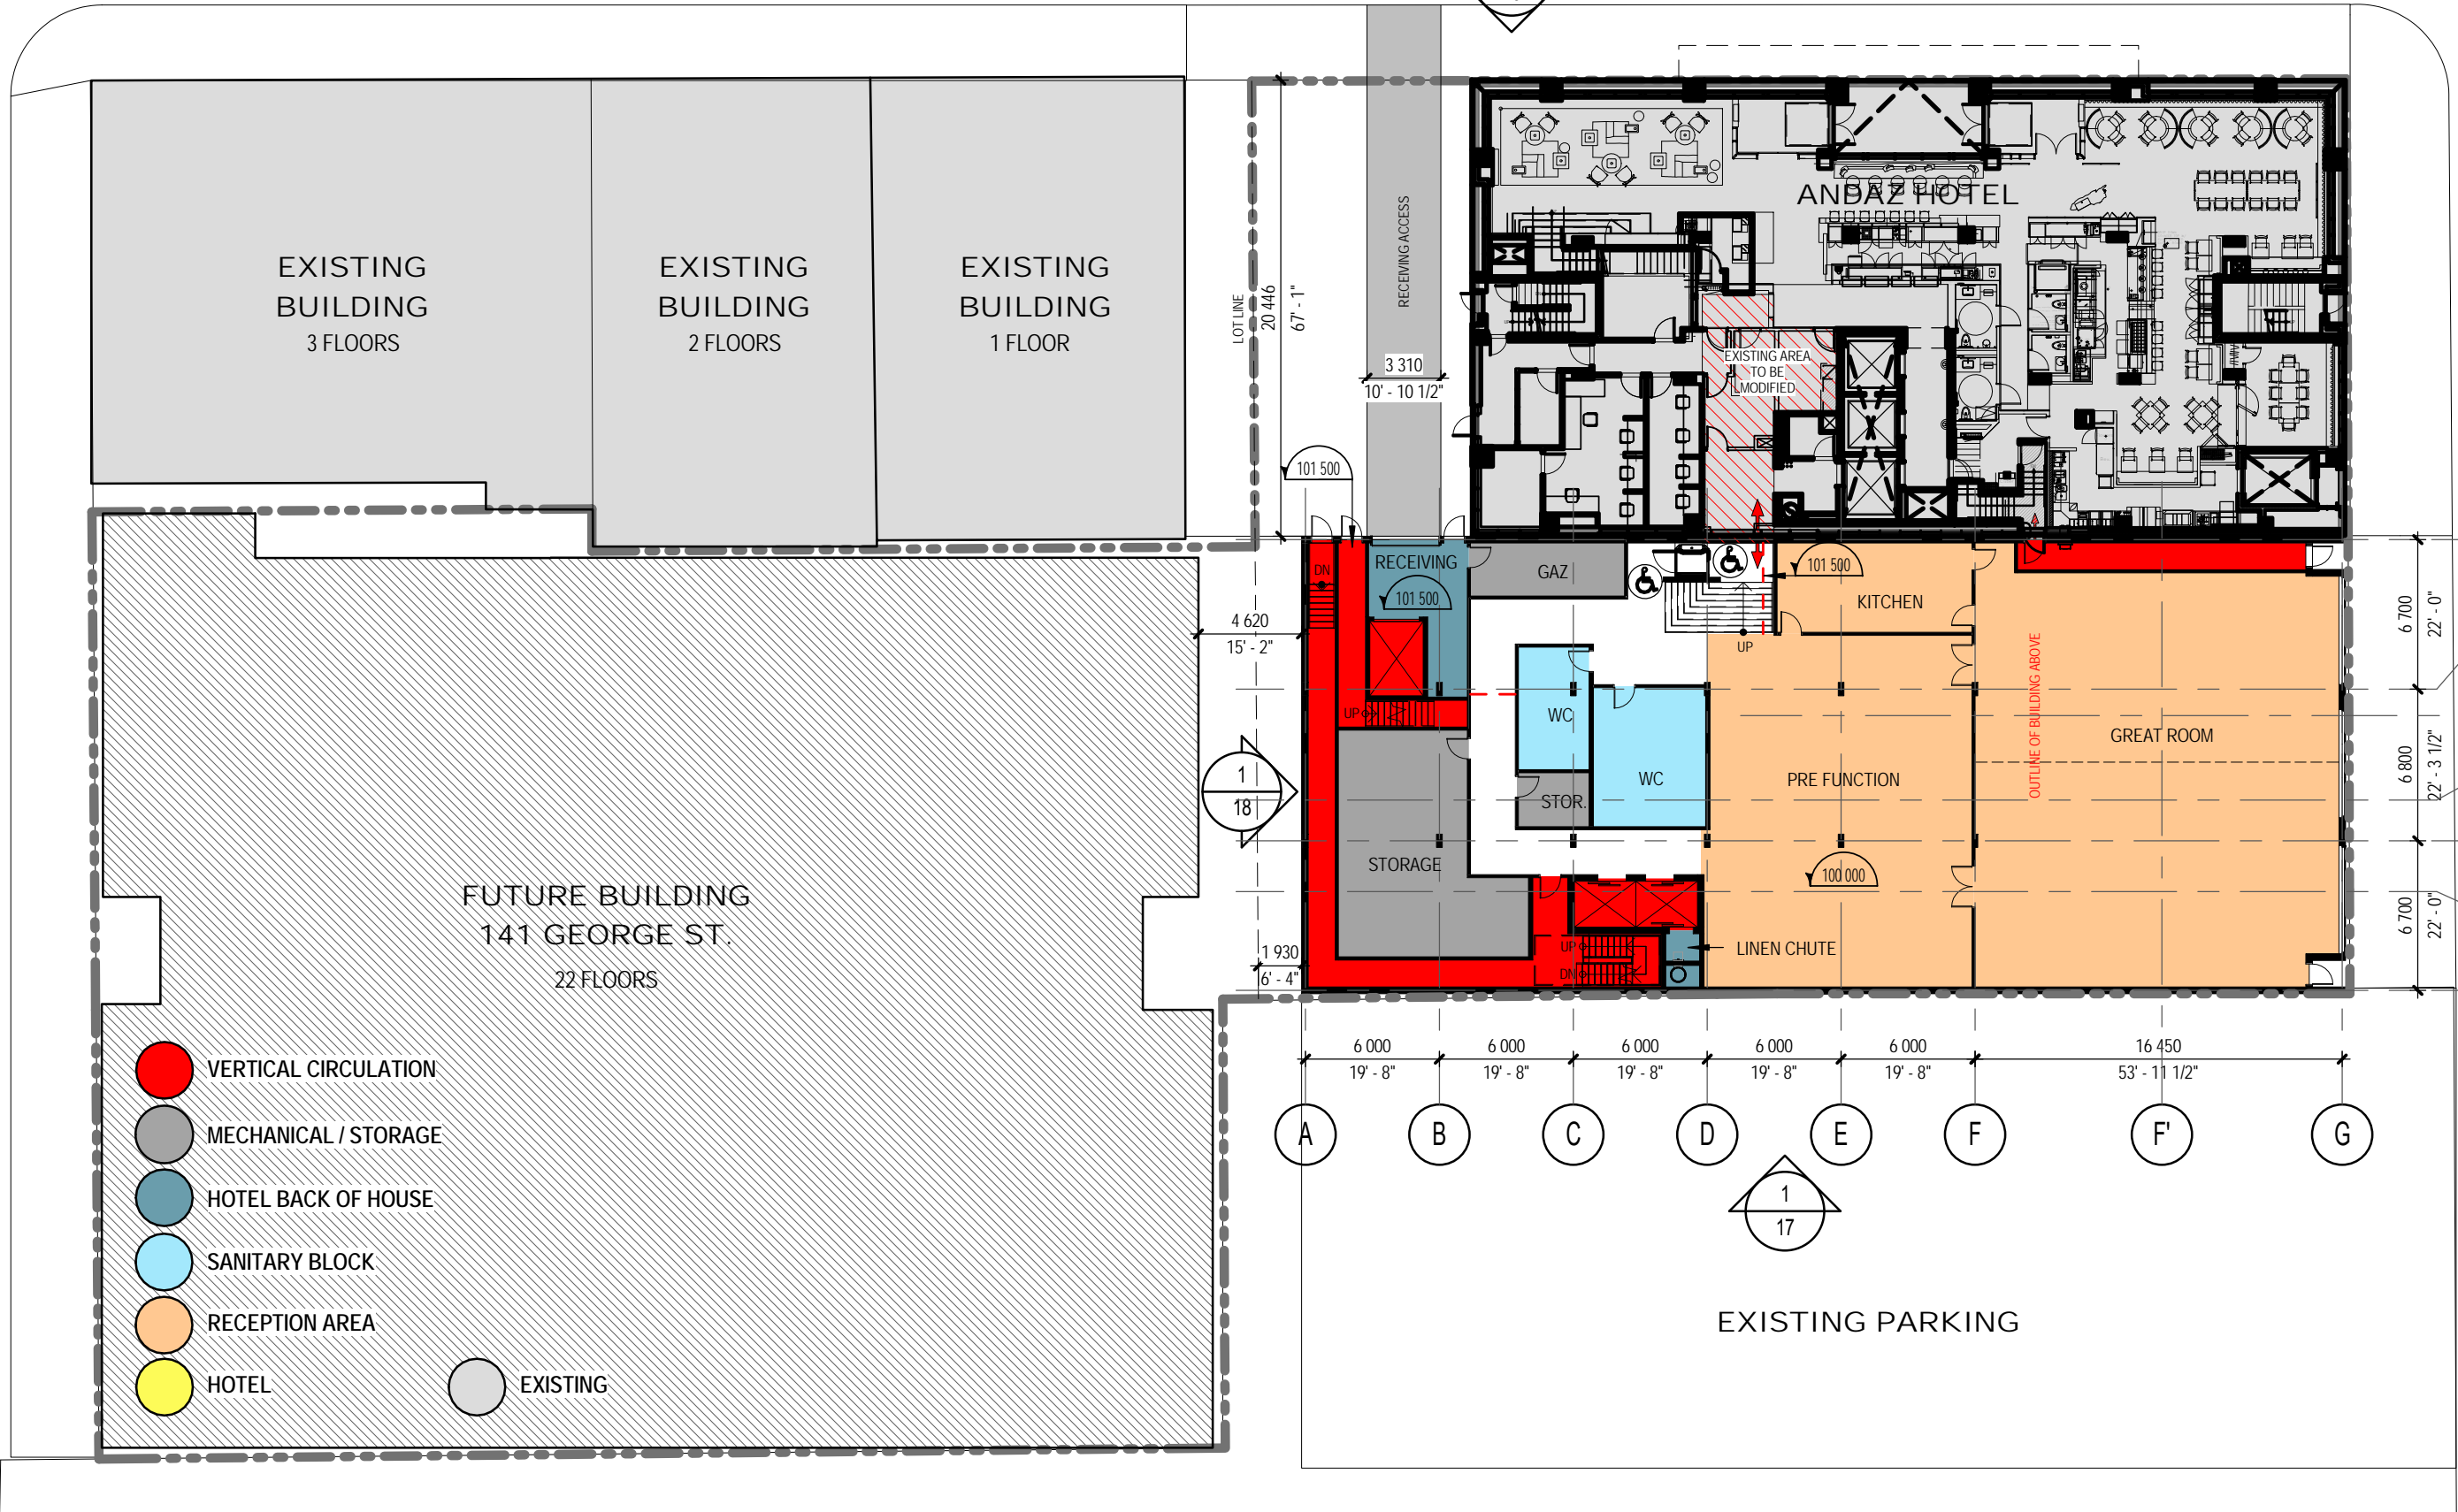 ANDAZ HOTEL
EXISTING
BUILDING
3 FLOORS
EXISTING
BUILDING
2 FLOORS
EXISTING
BUILDING
1 FLOOR
LOT LINE
20 446
67' - 1"
RECEIVING ACCESS
3 310
10' - 10 1/2"
EXISTING AREA
TO BE
MODIFIED
101 500
DN
RECEIVING
101 500
GAZ
101 500
KITCHEN
UP
4 620
15' - 2"
UP
WC
WC
STOR.
STORAGE
PRE FUNCTION
OUTLINE OF BUILDING ABOVE
GREAT ROOM
6 700
22' - 0"
6 800
22' - 3 1/2"
6 700
22' - 0"
1
18
100 000
UP
DN
LINEN CHUTE
1 930
6' - 4"
FUTURE BUILDING
141 GEORGE ST.
22 FLOORS
6 000
19' - 8"
6 000
19' - 8"
6 000
19' - 8"
6 000
19' - 8"
6 000
19' - 8"
16 450
53' - 11 1/2"
A
B
C
D
E
F
F'
G
1
17
VERTICAL CIRCULATION
MECHANICAL / STORAGE
HOTEL BACK OF HOUSE
SANITARY BLOCK
RECEPTION AREA
HOTEL
EXISTING
EXISTING PARKING